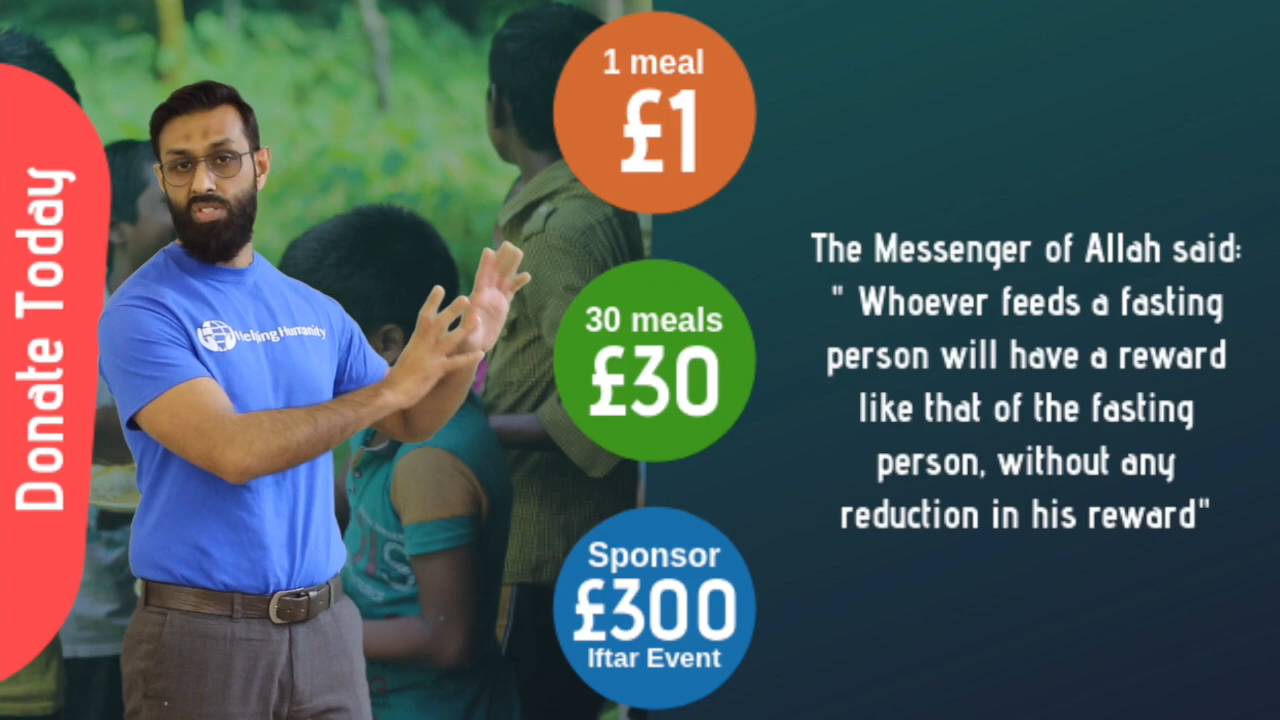 Donate Today
Helping Humanity
1 meal
£1
30 meals
£30
Sponsor
£300
Iftar Event
The Messenger of Allah said:
" Whoever feeds a fasting
person will have a reward
like that of the fasting
person, without any
reduction in his reward"